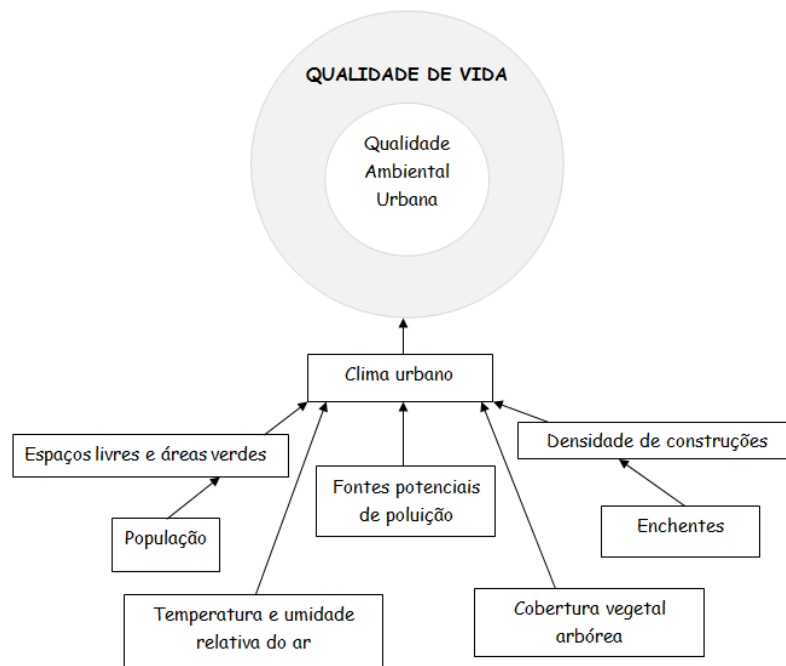 QUALIDADE DE VIDA
Qualidade
Ambiental
Urbana
Clima urbano
Espaços livres e áreas verdes
Densidade de construções
Fontes potenciais
de poluição
População
Enchentes
Temperatura e umidade
relativa do ar
Cobertura vegetal
arbórea